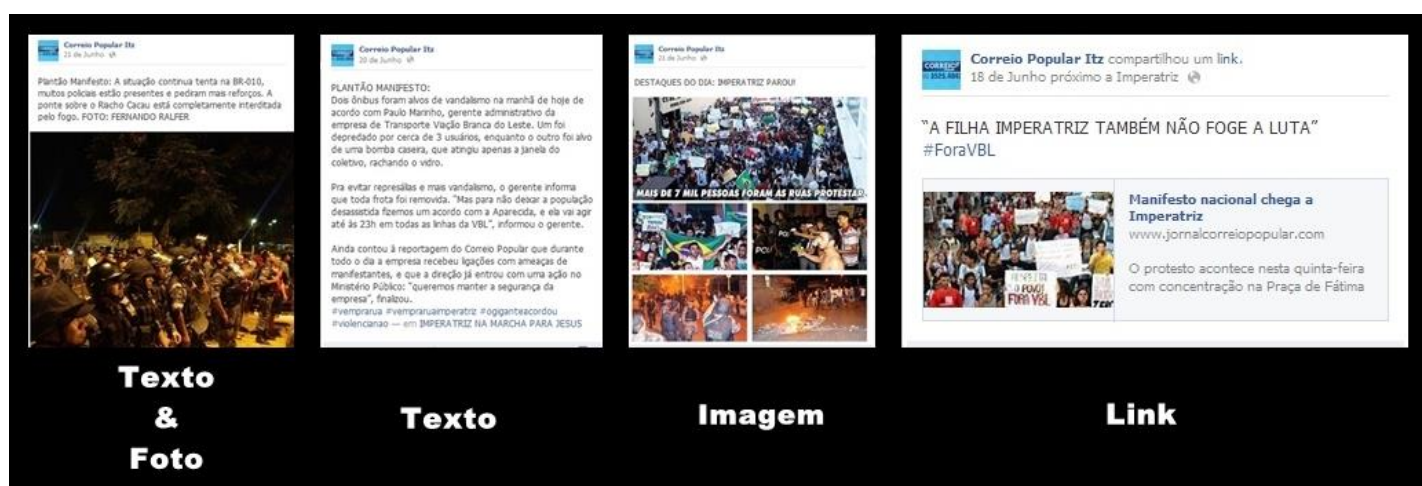 Correio Popular Itz
21 de Junho
Plantão Manifesto: A situação continua tenta na BR-010,
muitos policias estão presentes e pediram mais reforços. A
ponte sobre o Racho Cacau está completamente interditada
pelo fogo. FOTO: FERNANDO RALFER
Texto
&
Foto
Correio Popular Itz
20 de Junho
PLANTÃO MANIFESTO:
Dois ônibus foram alvos de vandalismo na manhã de hoje de
acordo com Paulo Marinho, gerente administrativo da
empresa de Transporte Viação Branca do Leste. Um foi
depredado por cerca de 3 usuários, enquanto o outro foi alvo
de uma bomba caseira, que atingiu apenas a janela do
coletivo, rachando o vidro.
Pra evitar represálias e mais vandalismo, o gerente informa
que toda frota foi removida. "Mas para não deixar a população
desassistida fizemos um acordo com a Aparecida, e ela vai agir
até às 23h em todas as linhas da VBL", informou o gerente.
Ainda contou à reportagem do Correio Popular que durante
todo o dia a empresa recebeu ligações com ameaças de
manifestantes, e que a direção já entrou com uma ação no
Ministério Público: "queremos manter a segurança da
empresa", finalizou.
#vemprarua #vempraruaimperatriz #ogiganteacordou
#violencianao — em IMPERATRIZ NA MARCHA PARA JESUS
Texto
Correio Popular Itz
21 de Junho
DESTAQUES DO DIA: IMPERATRIZ PAROU!
MAIS DE 7 MIL PESSOAS FORAM AS RUAS PROTESTAR
Imagem
CORREIO
Correio Popular Itz compartilhou um link.
18 de Junho próximo a Imperatriz
"A FILHA IMPERATRIZ TAMBÉM NÃO FOGE A LUTA"
#ForaVBL
FORA VBL
Manifesto nacional chega a
Imperatriz
www.jornalcorreiopopular.com
O protesto acontece nesta quinta-feira
com concentração na Praça de Fátima
Link